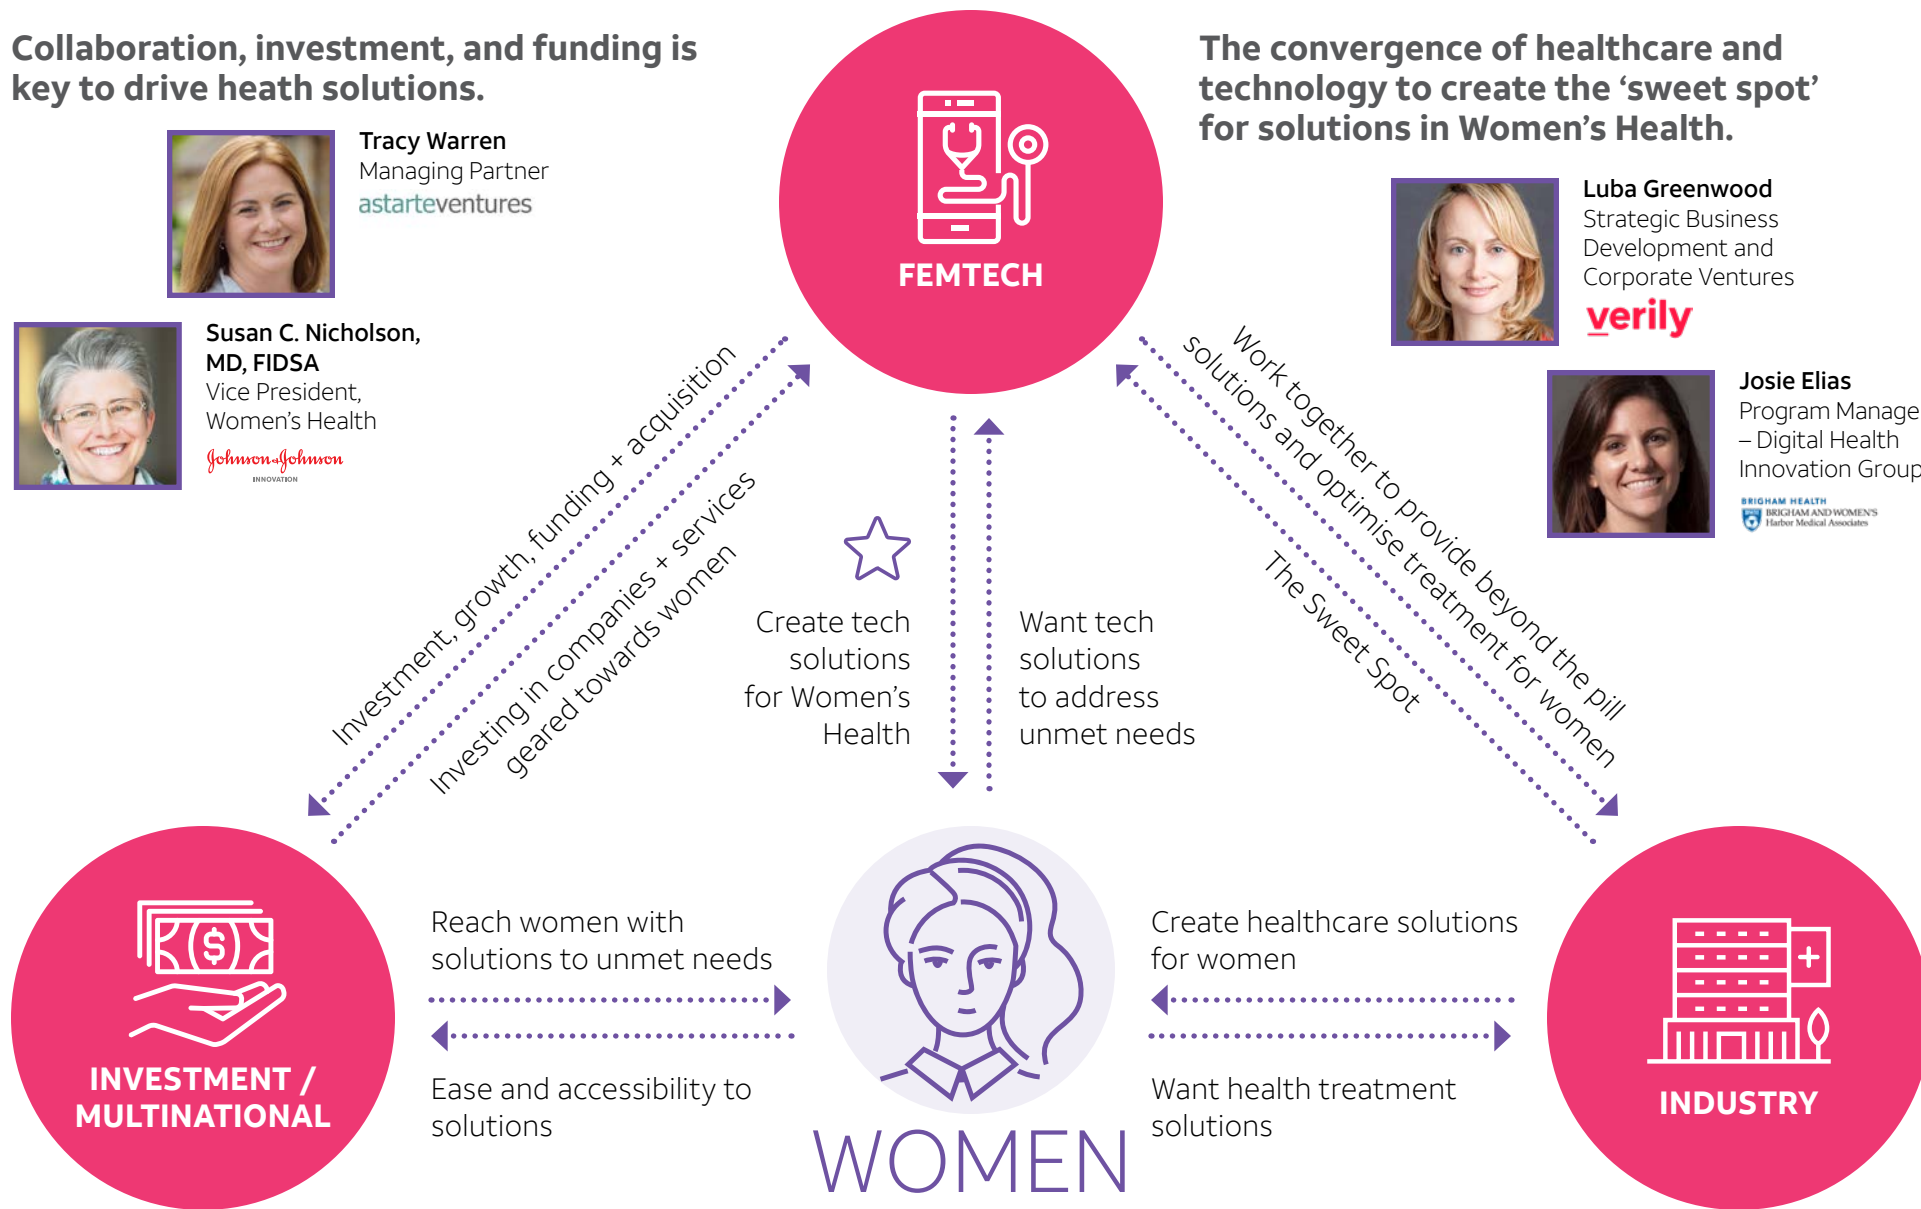 Collaboration, investment, and funding is
key to drive heath solutions.
Tracy Warren
Managing Partner
astarteventures
Susan C. Nicholson,
MD, FIDSA
Vice President,
Women's Health
Johnson & Johnson
INNOVATION
FEMTECH
The convergence of healthcare and
technology to create the ‘sweet spot’
for solutions in Women's Health.
Luba Greenwood
Strategic Business
Development and
Corporate Ventures
verily
Josie Elias
Program Manage
– Digital Health
Innovation Group
BRIGHAM HEALTH
BRIGHAM AND WOMEN'S
Harbor Medical Associates
Investment, growth, funding + acquisition
Investing in companies + services
geared towards women
Create tech
solutions
for Women's
Health
Want tech
solutions
to address
unmet needs
Work together to provide beyond the pill
solutions and optimise treatment for women
The Sweet Spot
INVESTMENT /
MULTINATIONAL
Reach women with
solutions to unmet needs
Ease and accessibility to
solutions
WOMEN
Create healthcare solutions
for women
Want health treatment
solutions
INDUSTRY